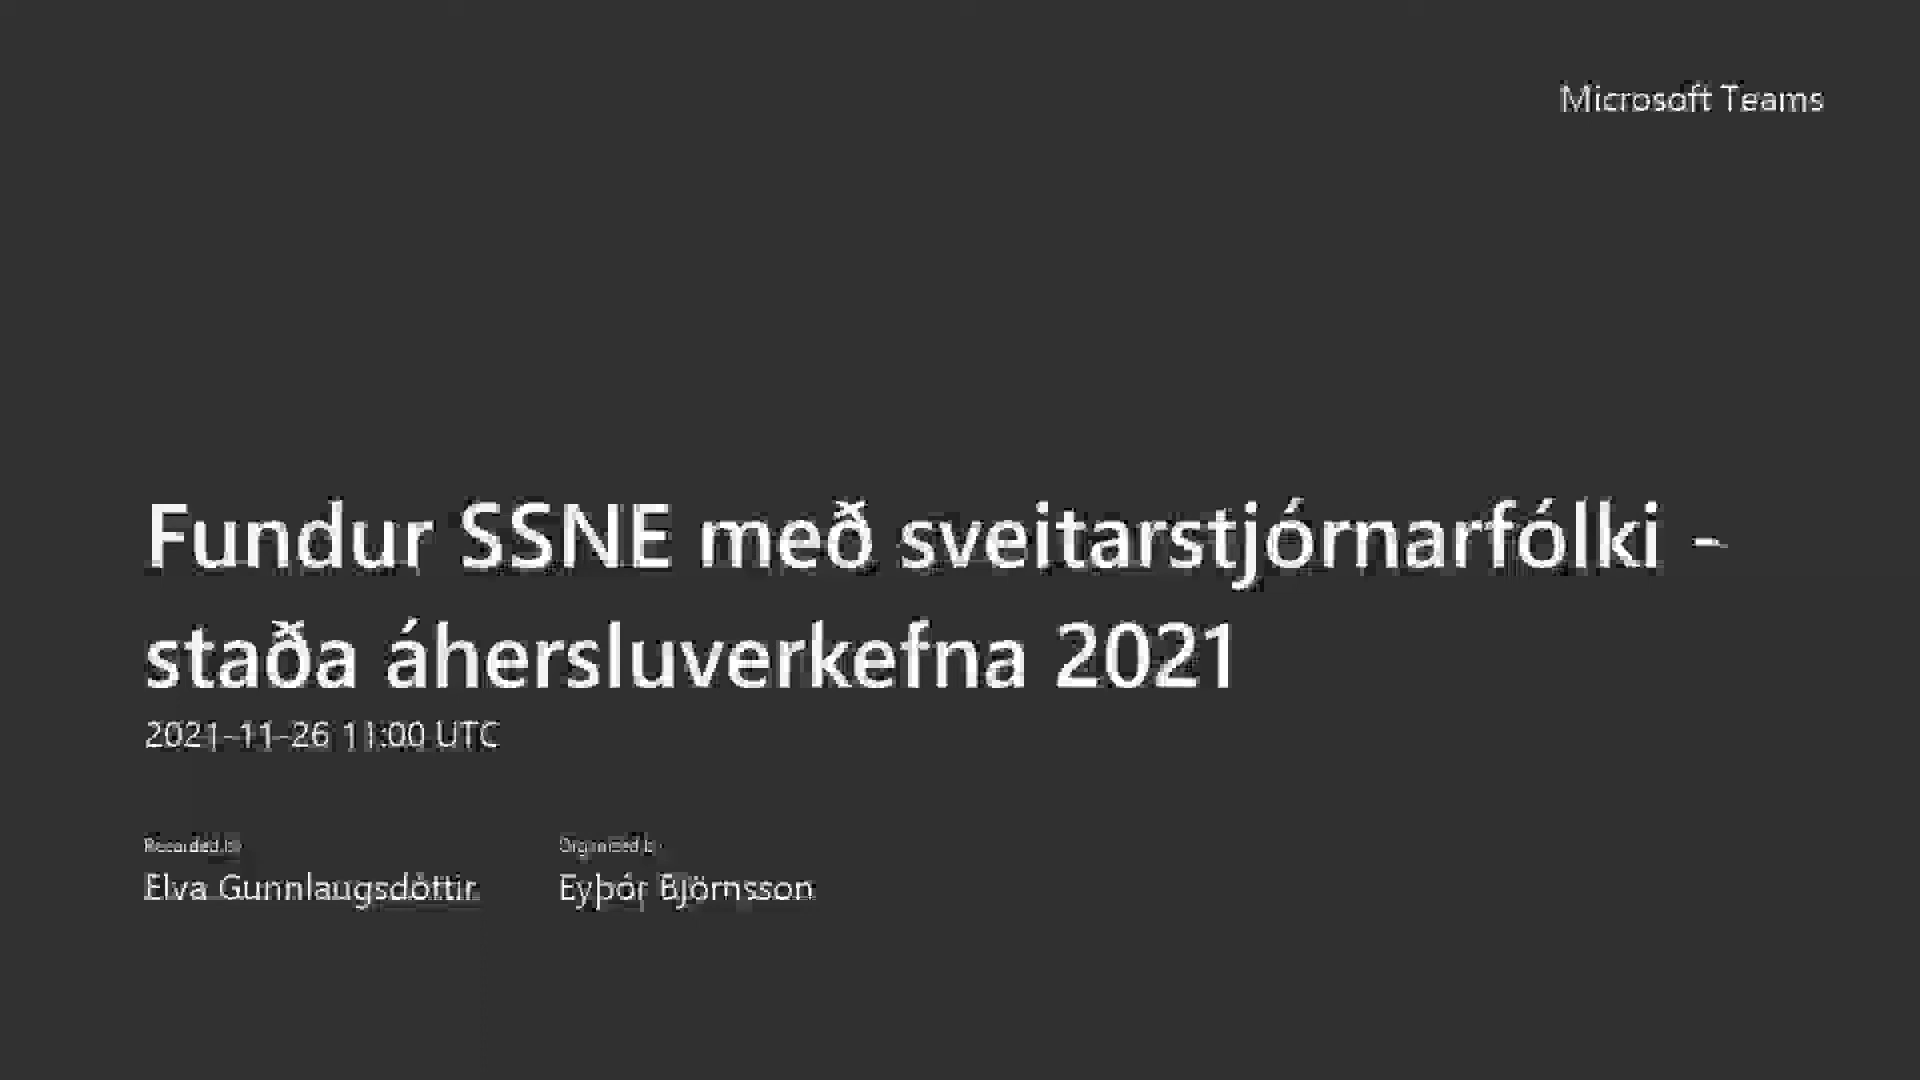 Microsoft Teams
Fundur SSNE með sveitarstjórnarfólki -
staða áhersluverkefna 2021
2021-11-26 11:00 UTC
Recorded by
Organized by
Elva Gunnlaugsdóttir
Eyþór Björnsson